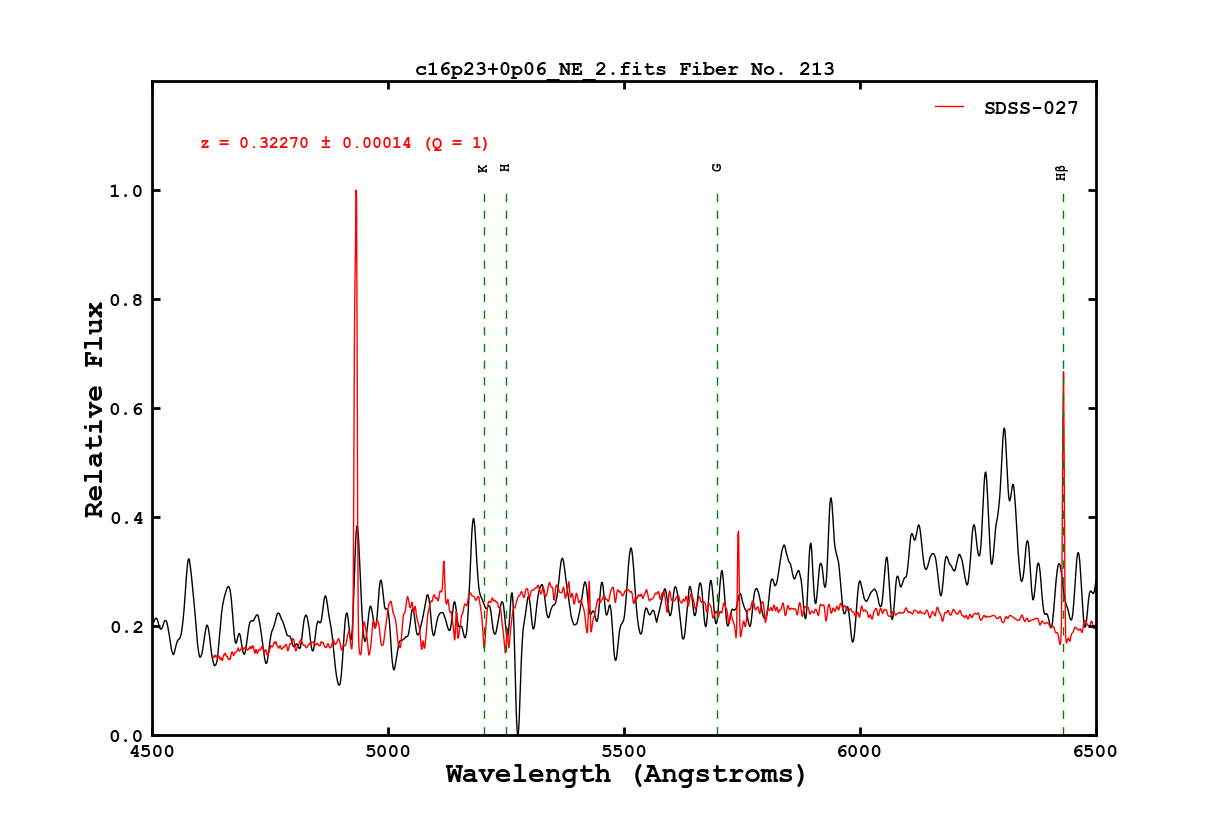 c16p23+0p06_NE_2.fits Fiber No. 213
SDSS-027
z = 0.32270 ± 0.00014 (Q = 1)
K
H
G
Hβ
1.0
0.8
0.6
0.4
0.2
0.0
Relative Flux
4500
5000
5500
6000
6500
Wavelength (Angstroms)